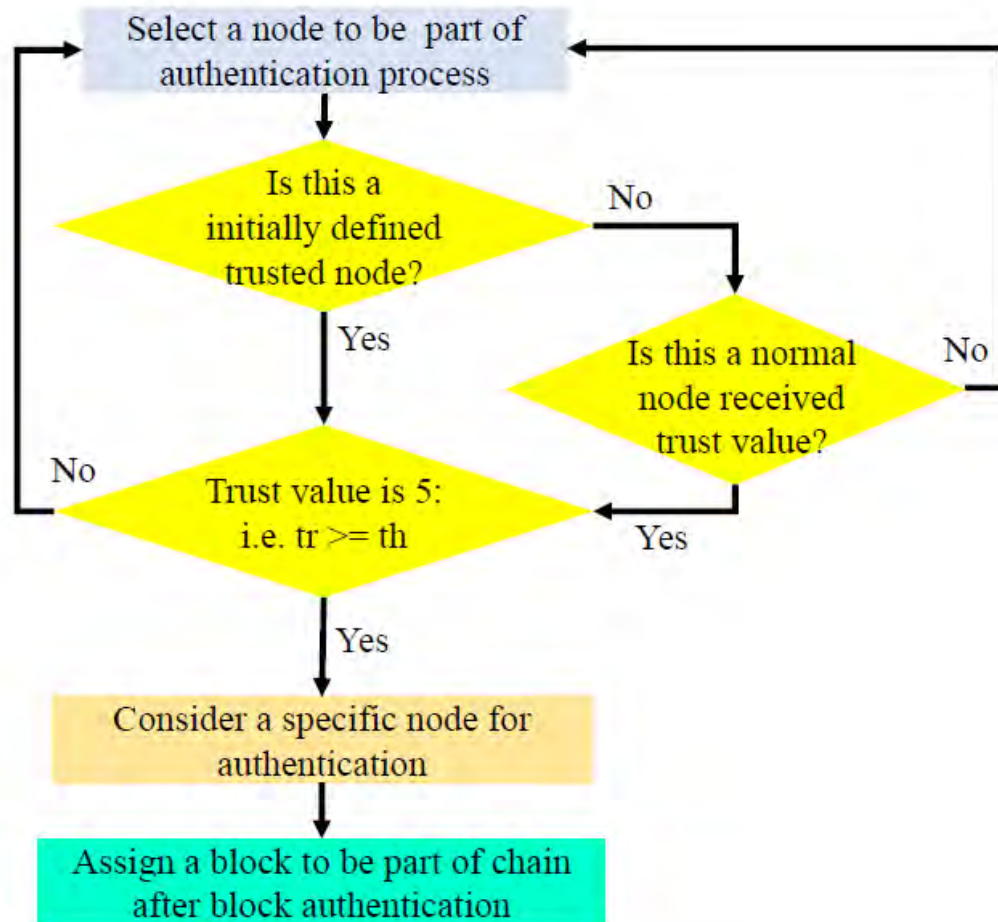 Select a node to be part of
authentication process
Is this a
initially defined
trusted node?
No
Yes
Is this a normal
node received
trust value?
No
No
Trust value is 5:
i.e. tr >= th
Yes
Yes
Consider a specific node for
authentication
Assign a block to be part of chain
after block authentication